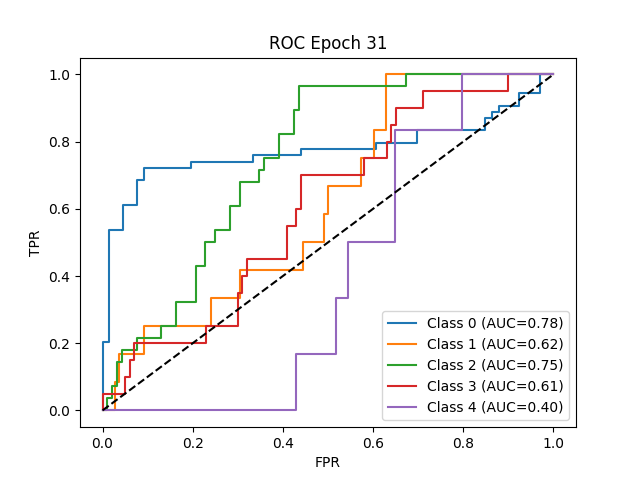 ROC Epoch 31
TPR
1.0
0.8
0.6
0.4
0.2
0.0
Class 0 (AUC=0.78)
Class 1 (AUC=0.62)
Class 2 (AUC=0.75)
Class 3 (AUC=0.61)
Class 4 (AUC=0.40)
0.0 0.2 0.4 0.6 0.8 1.0
FPR